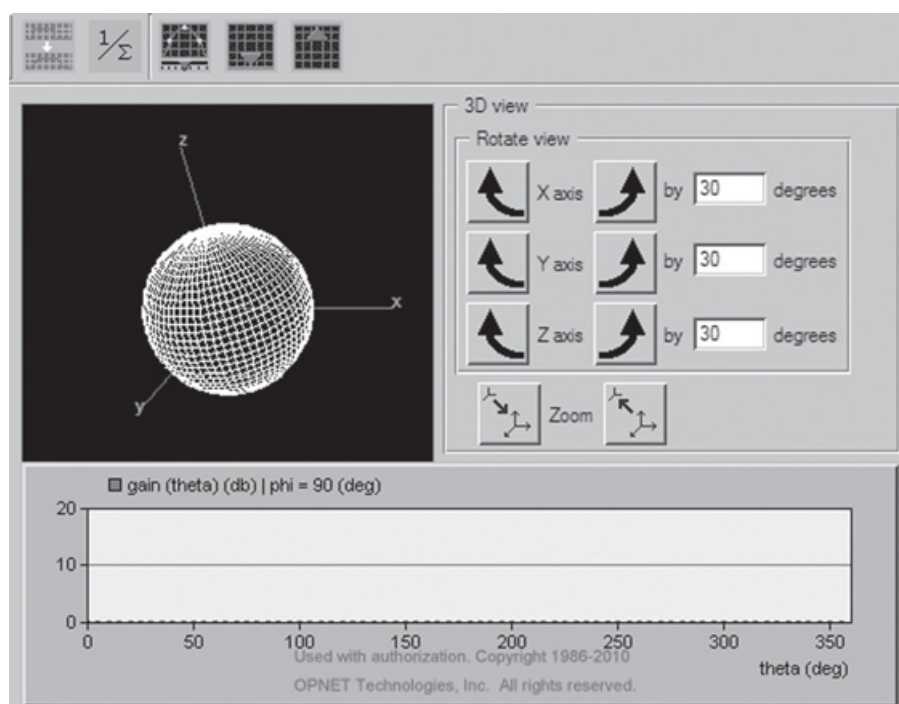 1/Σ
3D view
Rotate view
X axis by 30 degrees
Y axis by 30 degrees
Z axis by 30 degrees
Zoom
z
x
y
gain (theta) (db) | phi = 90 (deg)
20
10
0
0 50 100 150 200 250 300 350
theta (deg)
Used with authorization. Copyright 1986-2010
OPNET Technologies, Inc. All rights reserved.